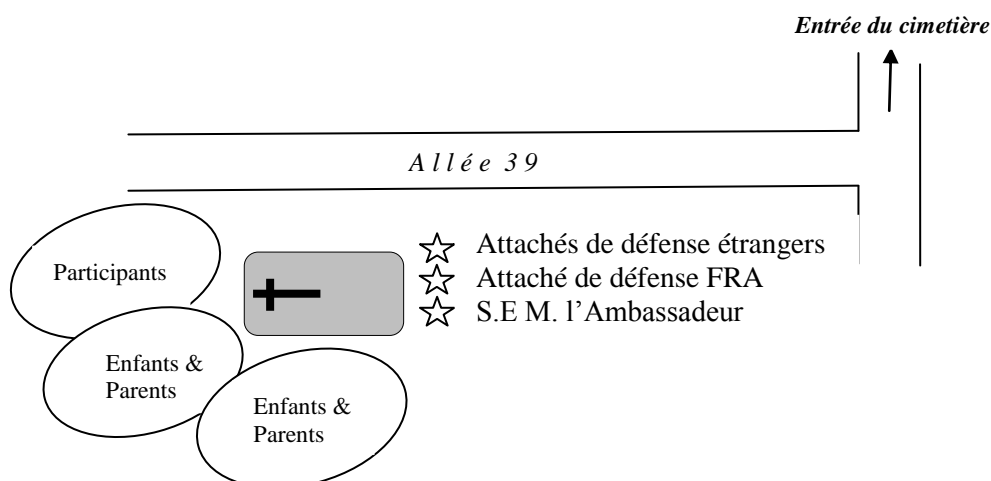 Entrée du cimetière
Allée 39
Attachés de défense étrangers
Attaché de défense FRA
S.E M. l’Ambassadeur
Participants
Enfants &
Parents
Enfants &
Parents